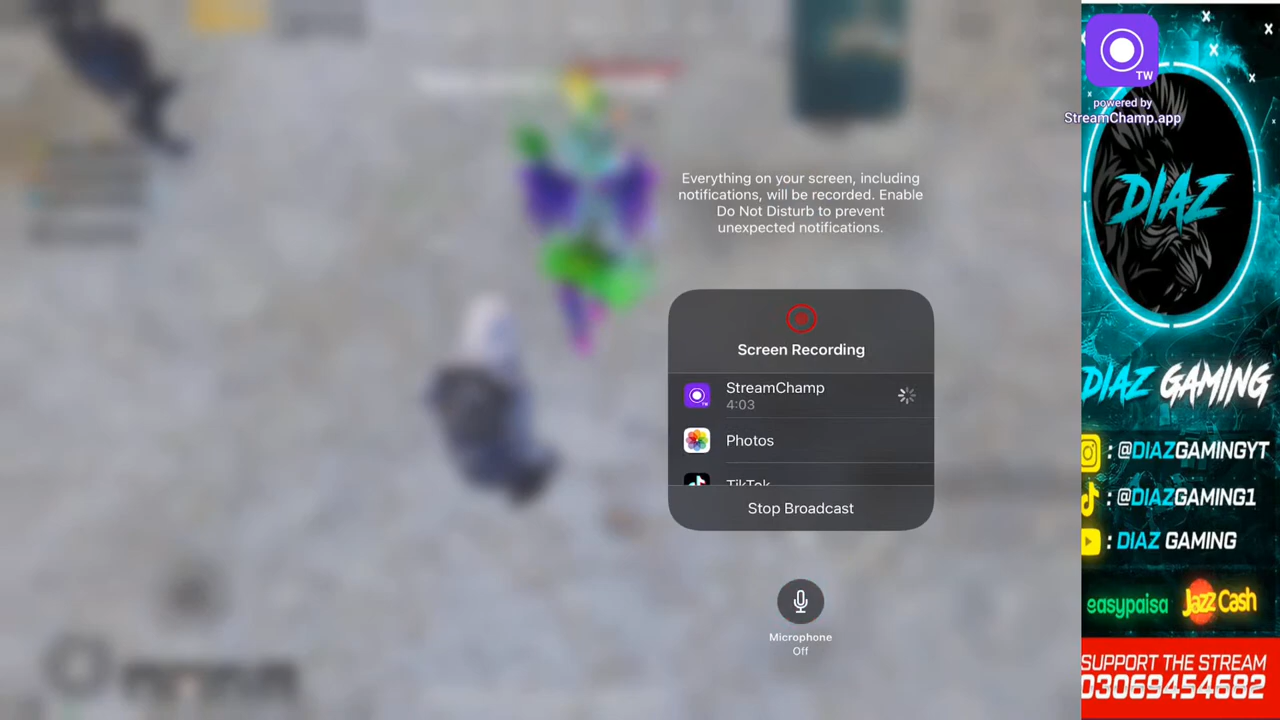 Everything on your screen, including
notifications, will be recorded. Enable
Do Not Disturb to prevent
unexpected notifications.
Screen Recording
StreamChamp
4:03
Photos
TikTok
Stop Broadcast
Microphone
Off
TW
powered by
StreamChamp.app
DIAZ
DIAZ GAMING
: @DIAZGAMINGYT
: @DIAZGAMING1
: DIAZ GAMING
easypaisa
JazzCash
SUPPORT THE STREAM
03069454682